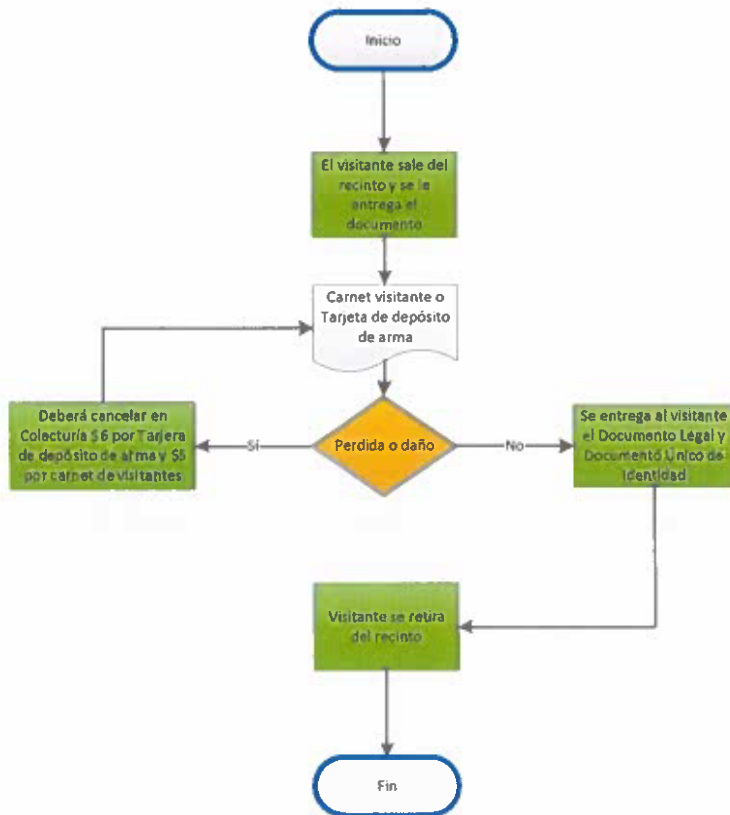 Inicio
El visitante sale del
recinto y se le
entrega el
documento
Carnet visitante o
Tarjeta de depósito
de arma
Deberá cancelar en
Colecturía $6 por Tarjera
de depósito de arma y $5
por carnet de visitantes
Sí
Perdida o daño
No
Se entrega al visitante
el Documento Legal y
Documento Único de
Identidad
Visitante se retira
del recinto
Fin